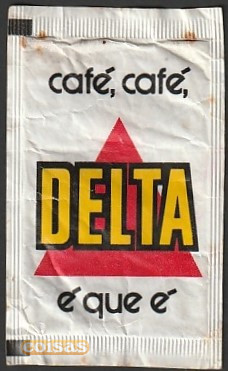 café, café,
DELTA
é que é
coisas